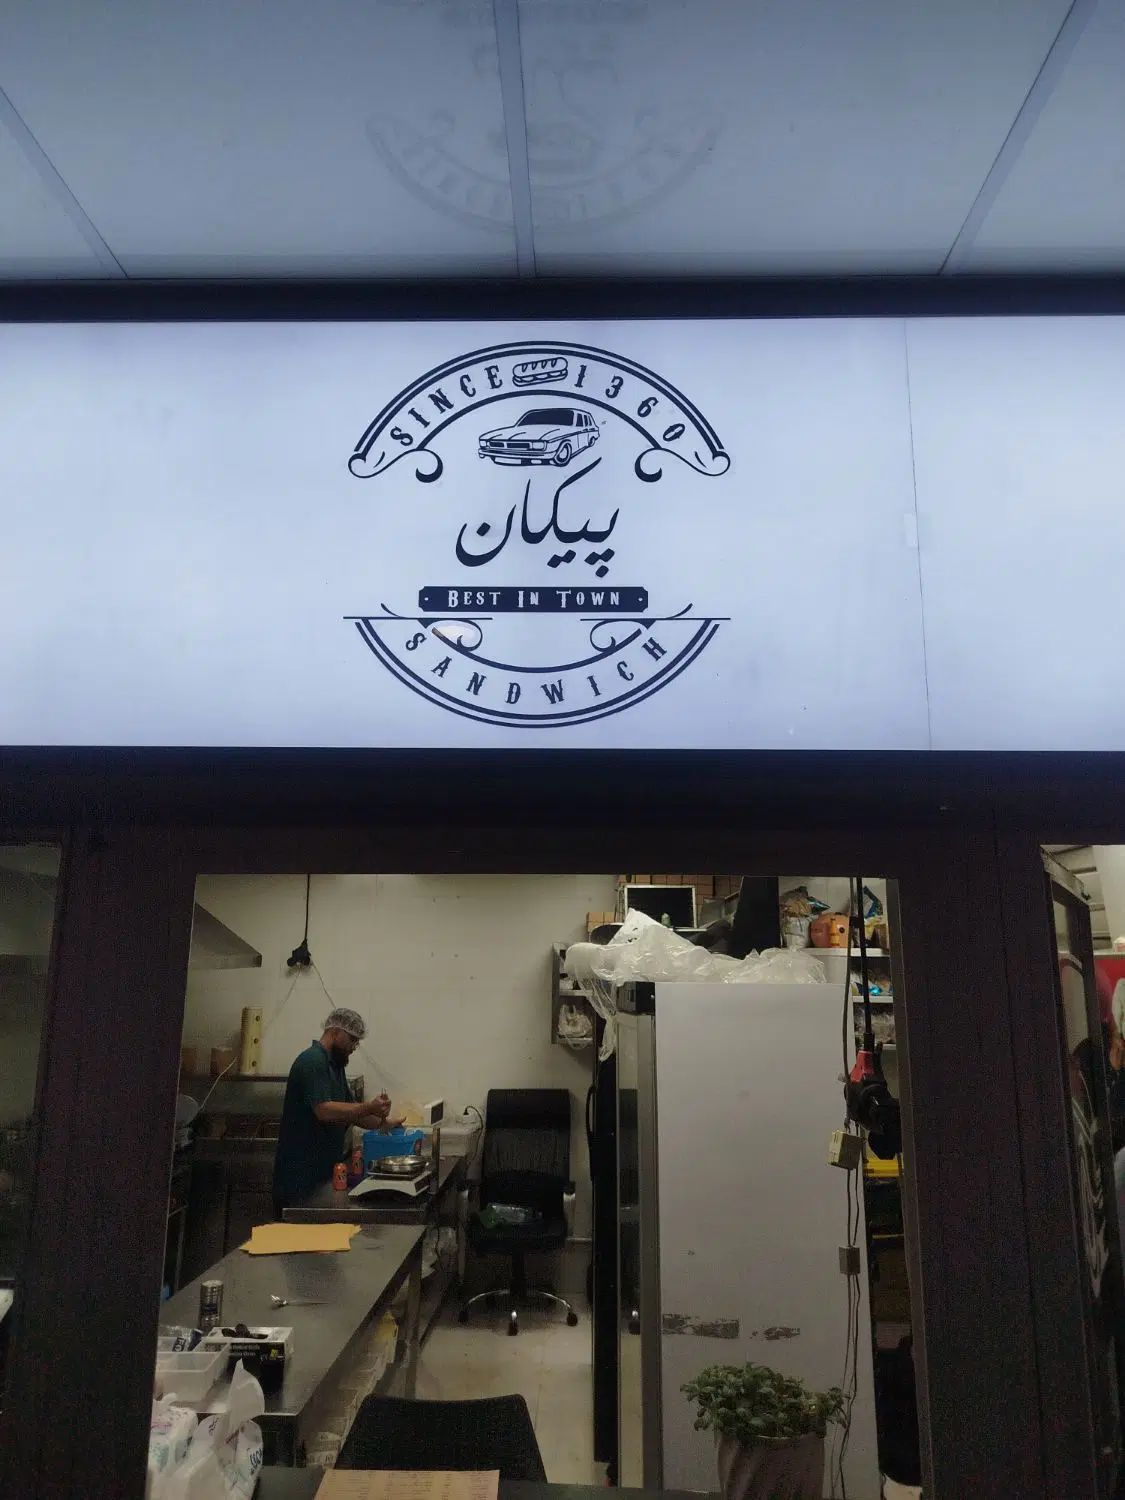 SINCE 1360
پیکان
BEST IN TOWN
SANDWICH